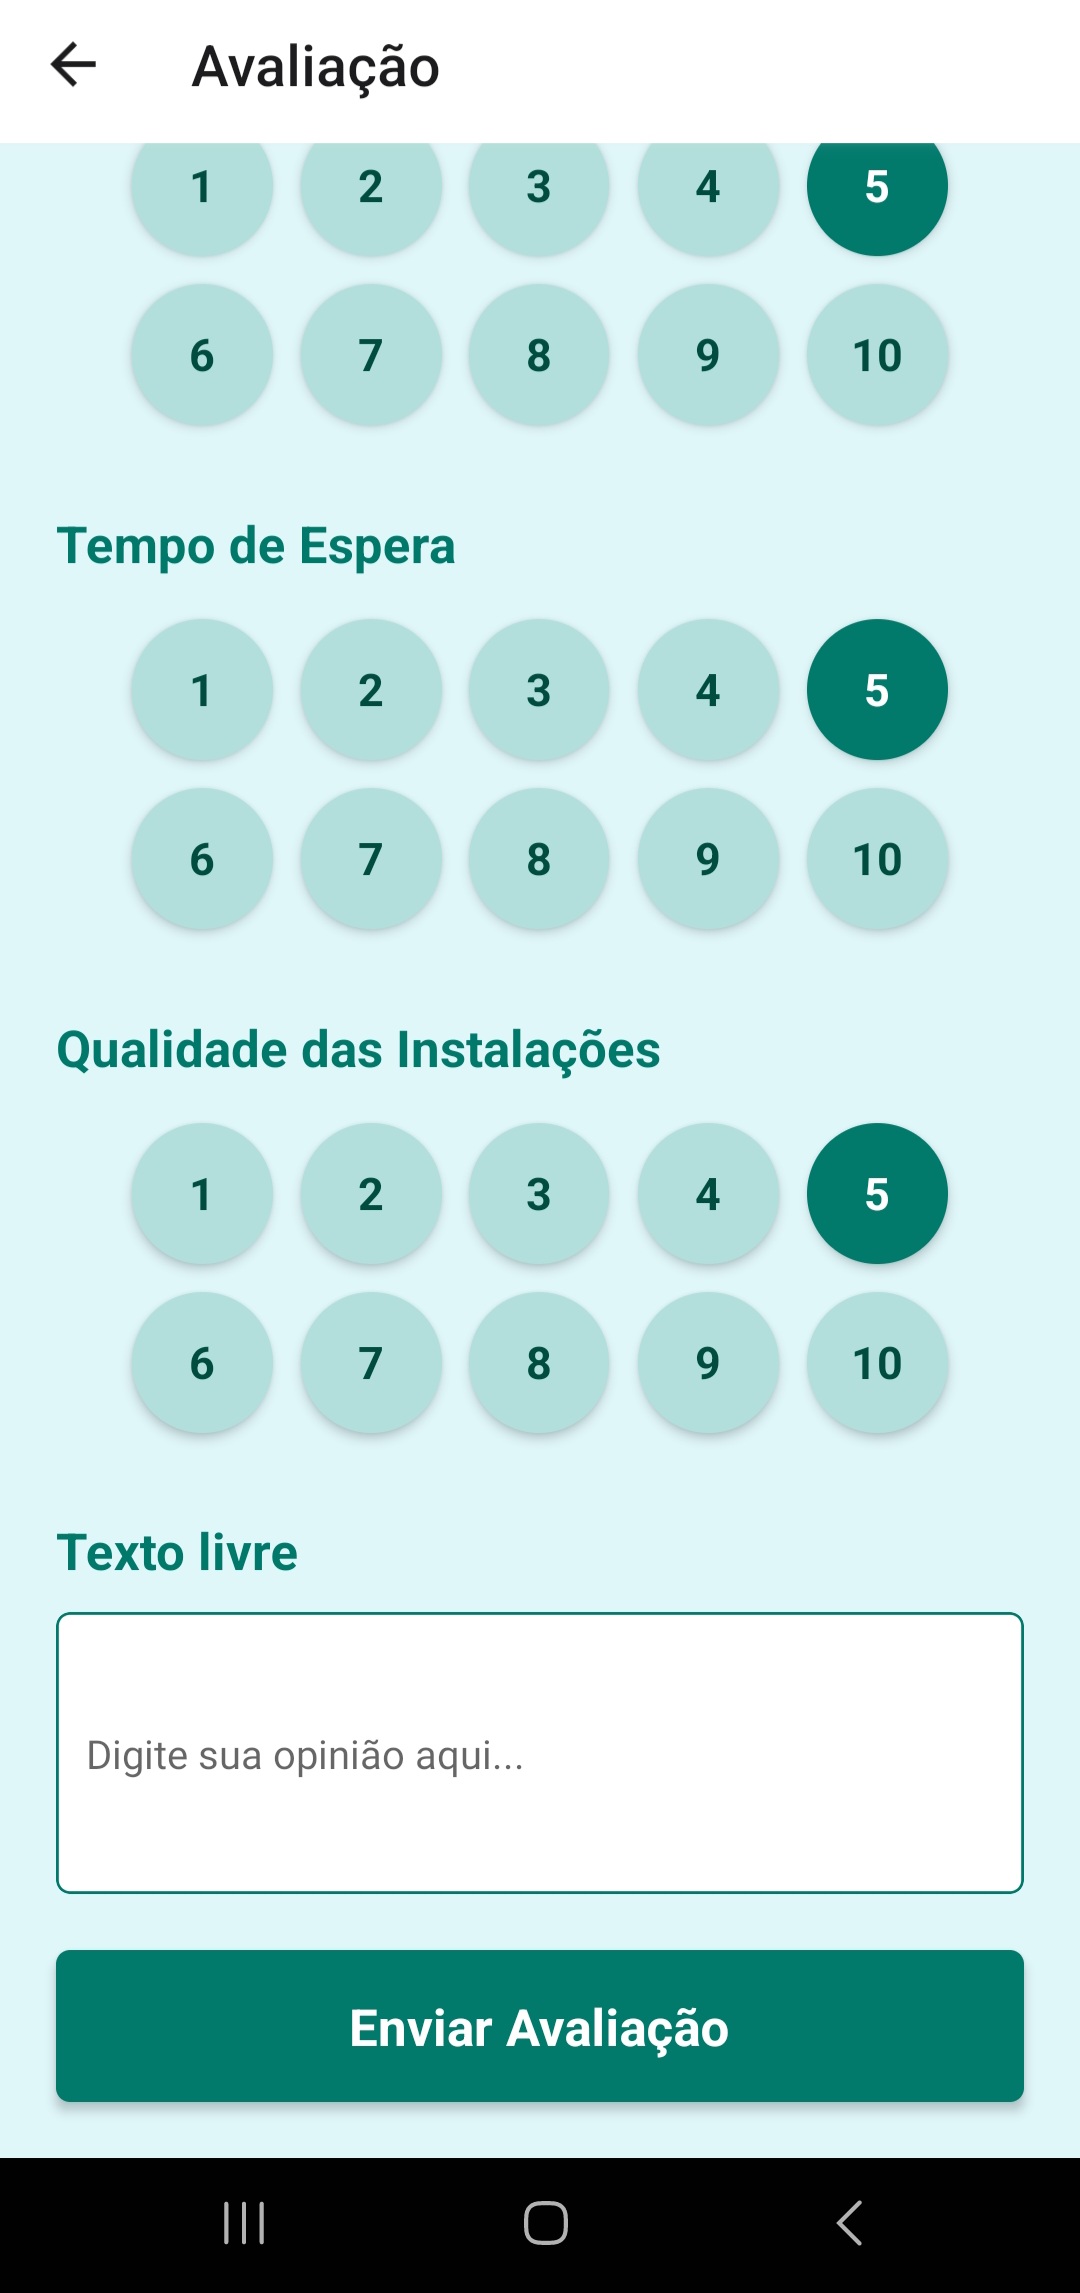 Avaliação
1 2 3 4 5
6 7 8 9 10
Tempo de Espera
1 2 3 4 5
6 7 8 9 10
Qualidade das Instalações
1 2 3 4 5
6 7 8 9 10
Texto livre
Digite sua opinião aqui...
Enviar Avaliação